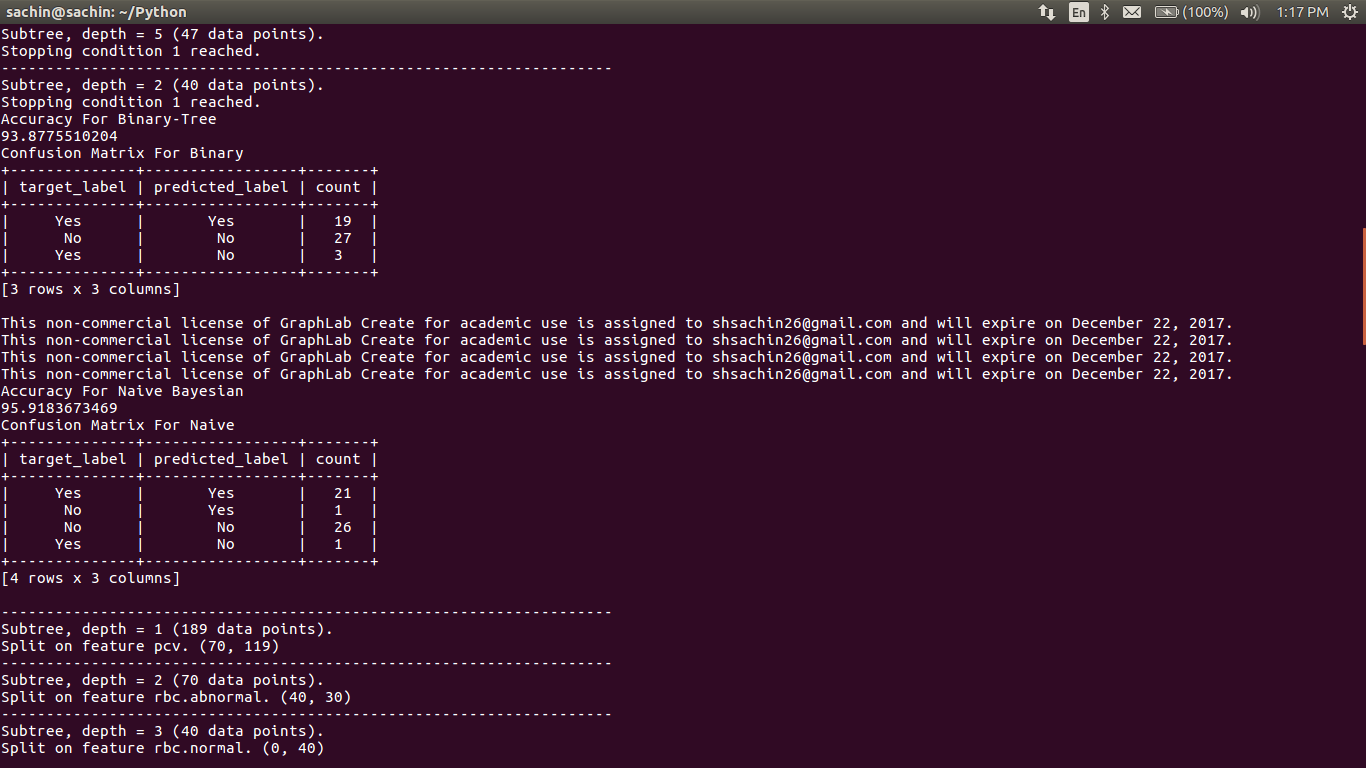 sachin@sachin: ~/Python
En (100%) 1:17 PM
Subtree, depth = 5 (47 data points).
Stopping condition 1 reached.
--------------------------------------------------------------------
Subtree, depth = 2 (40 data points).
Stopping condition 1 reached.
Accuracy For Binary-Tree
93.8775510204
Confusion Matrix For Binary
+--------------+-----------------+-------+
| target_label | predicted_label | count |
+--------------+-----------------+-------+
|     Yes      |       Yes       |   19  |
|      No      |        No       |   27  |
|     Yes      |        No       |   3   |
+--------------+-----------------+-------+
[3 rows x 3 columns]
This non-commercial license of GraphLab Create for academic use is assigned to shsachin26@gmail.com and will expire on December 22, 2017.
This non-commercial license of GraphLab Create for academic use is assigned to shsachin26@gmail.com and will expire on December 22, 2017.
This non-commercial license of GraphLab Create for academic use is assigned to shsachin26@gmail.com and will expire on December 22, 2017.
This non-commercial license of GraphLab Create for academic use is assigned to shsachin26@gmail.com and will expire on December 22, 2017.
Accuracy For Naive Bayesian
95.9183673469
Confusion Matrix For Naive
+--------------+-----------------+-------+
| target_label | predicted_label | count |
+--------------+-----------------+-------+
|     Yes      |       Yes       |   21  |
|      No      |       Yes       |   1   |
|      No      |        No       |   26  |
|     Yes      |        No       |   1   |
+--------------+-----------------+-------+
[4 rows x 3 columns]
--------------------------------------------------------------------
Subtree, depth = 1 (189 data points).
Split on feature pcv. (70, 119)
--------------------------------------------------------------------
Subtree, depth = 2 (70 data points).
Split on feature rbc.abnormal. (40, 30)
--------------------------------------------------------------------
Subtree, depth = 3 (40 data points).
Split on feature rbc.normal. (0, 40)